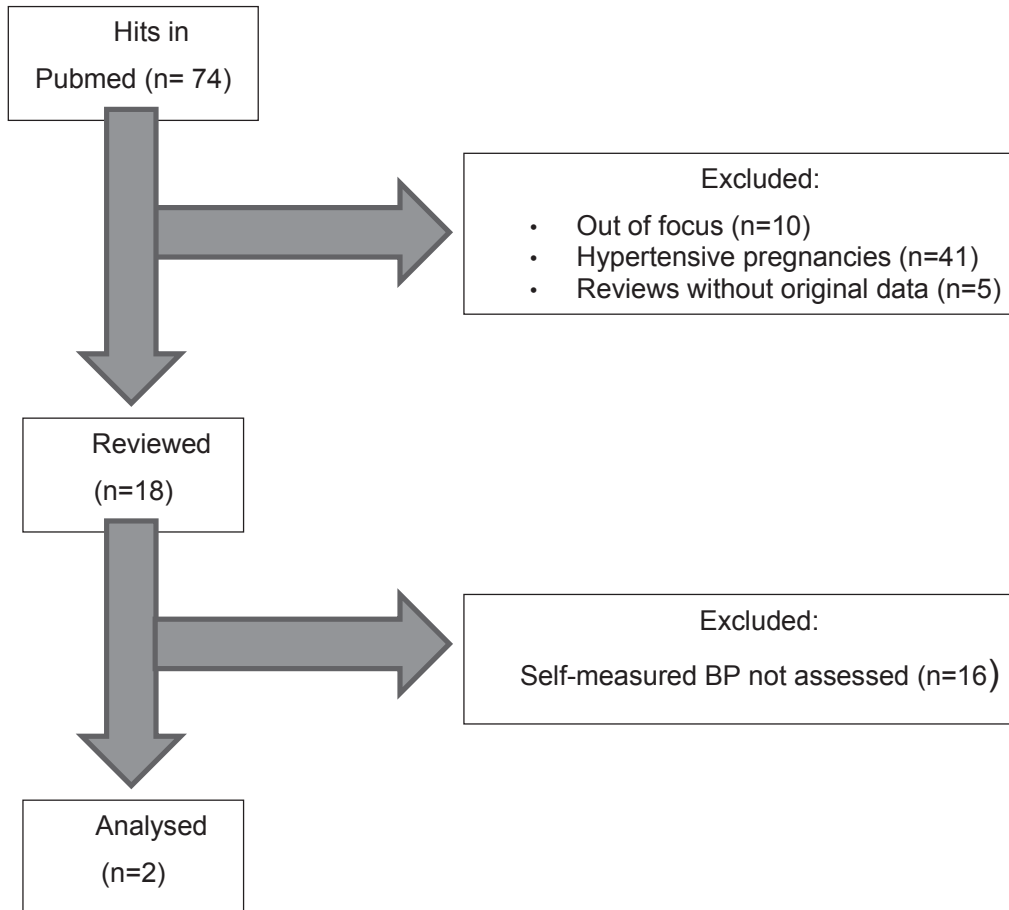 Hits in
Pubmed (n= 74)
Excluded:
• Out of focus (n=10)
• Hypertensive pregnancies (n=41)
• Reviews without original data (n=5)
Reviewed
(n=18)
Excluded:
Self-measured BP not assessed (n=16)
Analysed
(n=2)